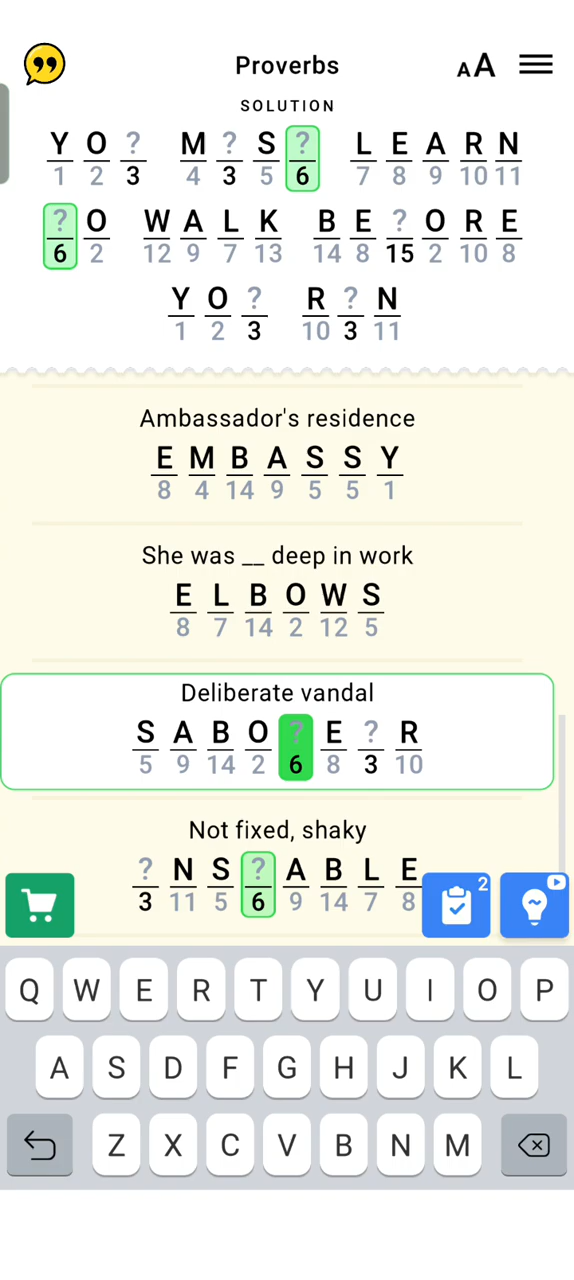 Proverbs
AA
SOLUTION
Y O ? M ? S ? L E A R N
1 2 3 4 3 5 6 7 8 9 10 11
? O W A L K B E ? O R E
6 2 12 9 7 13 14 8 15 2 10 8
Y O ? R ? N
1 2 3 10 3 11
Ambassador's residence
E M B A S S Y
8 4 14 9 5 5 1
She was __ deep in work
E L B O W S
8 7 14 2 12 5
Deliberate vandal
S A B O ? E ? R
5 9 14 2 6 8 3 10
Not fixed, shaky
? N S ? A B L E
3 11 5 6 9 14 7 8
2
Q W E R T Y U I O P
A S D F G H J K L
Z X C V B N M